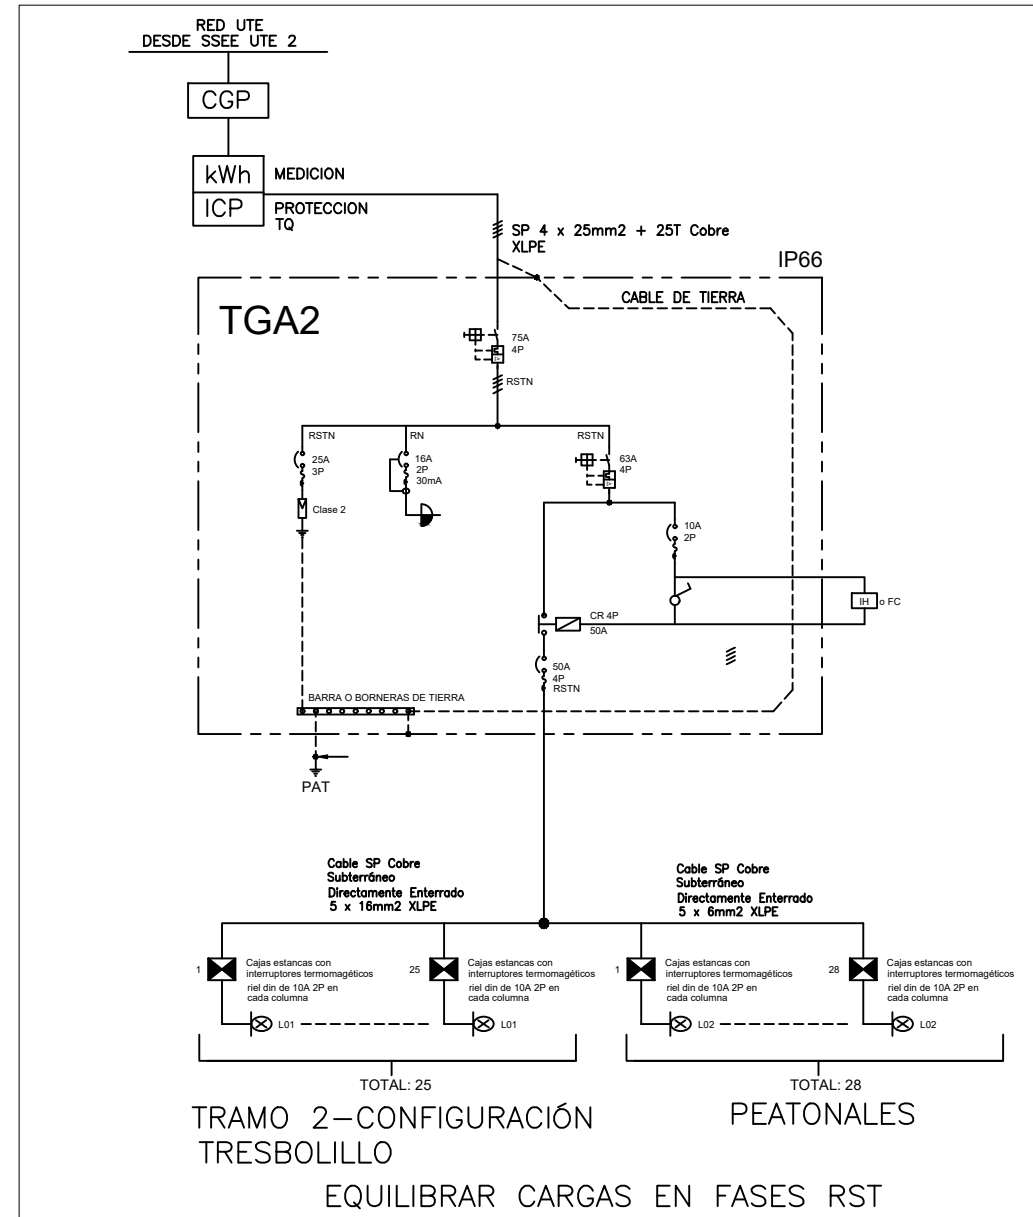 RED UTE
DESDE SSEE UTE 2
CGP
kWh
MEDICION
ICP
PROTECCION
TQ
SP 4 x 25mm2 + 25T Cobre
XLPE
IP66
CABLE DE TIERRA
TGA2
75A
4P
RSTN
RSTN
25A
3P
Clase 2
RN
16A
2P
30mA
RSTN
63A
4P
10A
2P
IH
o FC
CR 4P
50A
50A
4P
RSTN
BARRA O BORNERAS DE TIERRA
PAT
Cable SP Cobre
Subterráneo
Directamente Enterrado
5 x 16mm2 XLPE
Cable SP Cobre
Subterráneo
Directamente Enterrado
5 x 6mm2 XLPE
1
Cajas estancas con
interruptores termomagéticos
riel din de 10A 2P en
cada columna
L01
25
Cajas estancas con
interruptores termomagéticos
riel din de 10A 2P en
cada columna
L01
1
Cajas estancas con
interruptores termomagéticos
riel din de 10A 2P en
cada columna
L02
28
Cajas estancas con
interruptores termomagéticos
riel din de 10A 2P en
cada columna
L02
TOTAL: 25
TOTAL: 28
TRAMO 2-CONFIGURACIÓN
TRESBOLILLO
PEATONALES
EQUILIBRAR CARGAS EN FASES RST